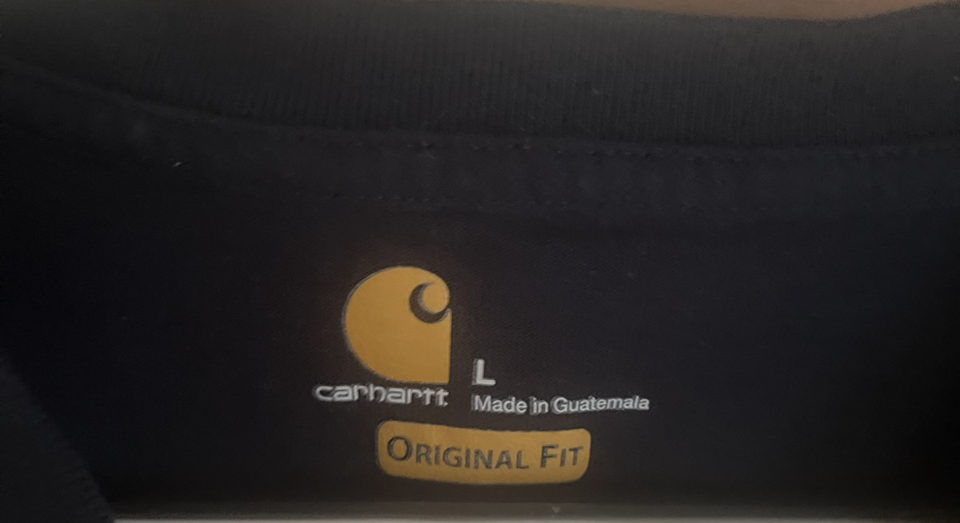 L
carhartt
Made in Guatemala
ORIGINAL FIT